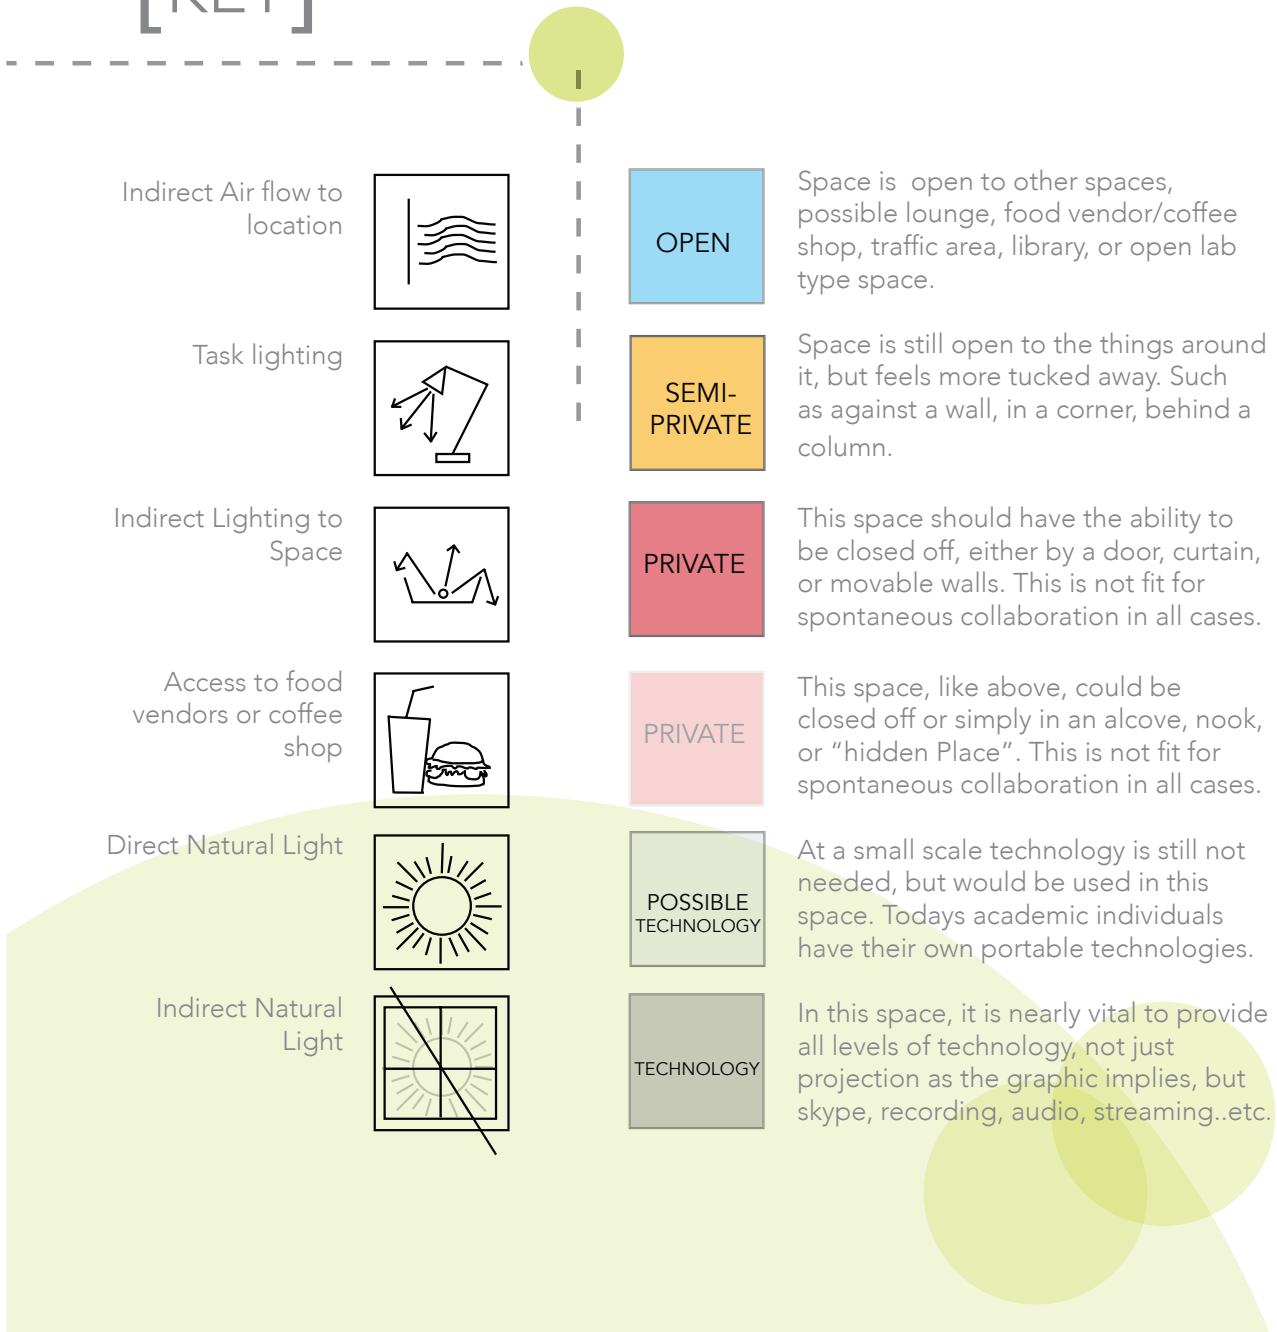 [KEY]
Indirect Air flow to
location
Task lighting
Indirect Lighting to
Space
Access to food
vendors or coffee
shop
Direct Natural Light
Indirect Natural
Light
OPEN
Space is  open to other spaces,
possible lounge, food vendor/coffee
shop, traffic area, library, or open lab
type space.
SEMI-
PRIVATE
Space is still open to the things around
it, but feels more tucked away. Such
as against a wall, in a corner, behind a
column.
PRIVATE
This space should have the ability to
be closed off, either by a door, curtain,
or movable walls. This is not fit for
spontaneous collaboration in all cases.
PRIVATE
This space, like above, could be
closed off or simply in an alcove, nook,
or “hidden Place”. This is not fit for
spontaneous collaboration in all cases.
POSSIBLE
TECHNOLOGY
At a small scale technology is still not
needed, but would be used in this
space. Todays academic individuals
have their own portable technologies.
TECHNOLOGY
In this space, it is nearly vital to provide
all levels of technology, not just
projection as the graphic implies, but
skype, recording, audio, streaming..etc.